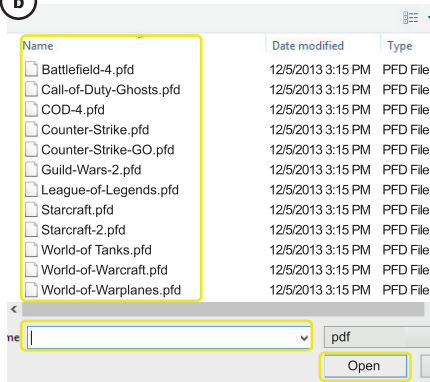 b
Name Date modified Type
Battlefield-4.pfd 12/5/2013 3:15 PM PFD File
Call-of-Duty-Ghosts.pfd 12/5/2013 3:15 PM PFD File
COD-4.pfd 12/5/2013 3:15 PM PFD File
Counter-Strike.pfd 12/5/2013 3:15 PM PFD File
Counter-Strike-GO.pfd 12/5/2013 3:15 PM PFD File
Guild-Wars-2.pfd 12/5/2013 3:15 PM PFD File
League-of-Legends.pfd 12/5/2013 3:15 PM PFD File
Starcraft.pfd 12/5/2013 3:15 PM PFD File
Starcraft-2.pfd 12/5/2013 3:15 PM PFD File
World-of Tanks.pfd 12/5/2013 3:15 PM PFD File
World-of-Warcraft.pfd 12/5/2013 3:15 PM PFD File
World-of-Warplanes.pfd 12/5/2013 3:15 PM PFD File
me pdf
Open